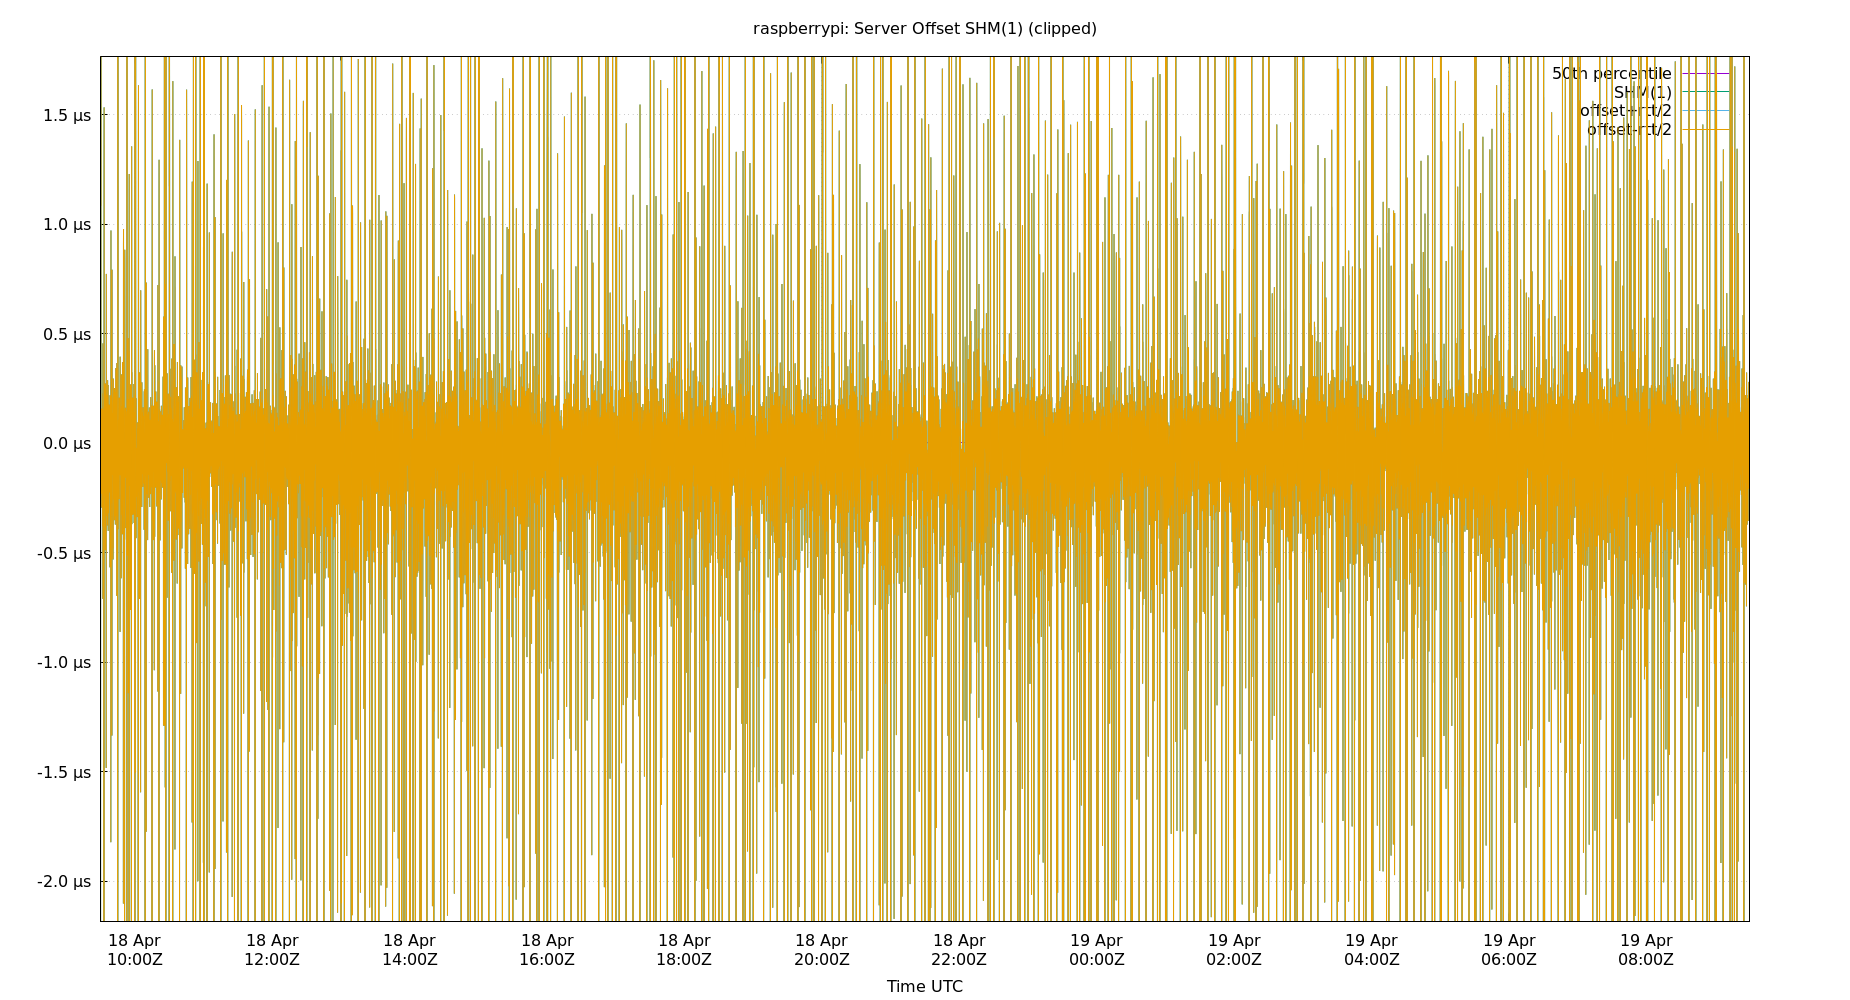 raspberrypi: Server Offset SHM(1) (clipped)
50th percentile
SHM(1)
offset+rtt/2
offset-rtt/2
1.5 µs
1.0 µs
0.5 µs
0.0 µs
-0.5 µs
-1.0 µs
-1.5 µs
-2.0 µs
18 Apr 18 Apr 18 Apr 18 Apr 18 Apr 18 Apr 18 Apr 19 Apr 19 Apr 19 Apr 19 Apr 19 Apr
10:00Z 12:00Z 14:00Z 16:00Z 18:00Z 20:00Z 22:00Z 00:00Z 02:00Z 04:00Z 06:00Z 08:00Z
Time UTC